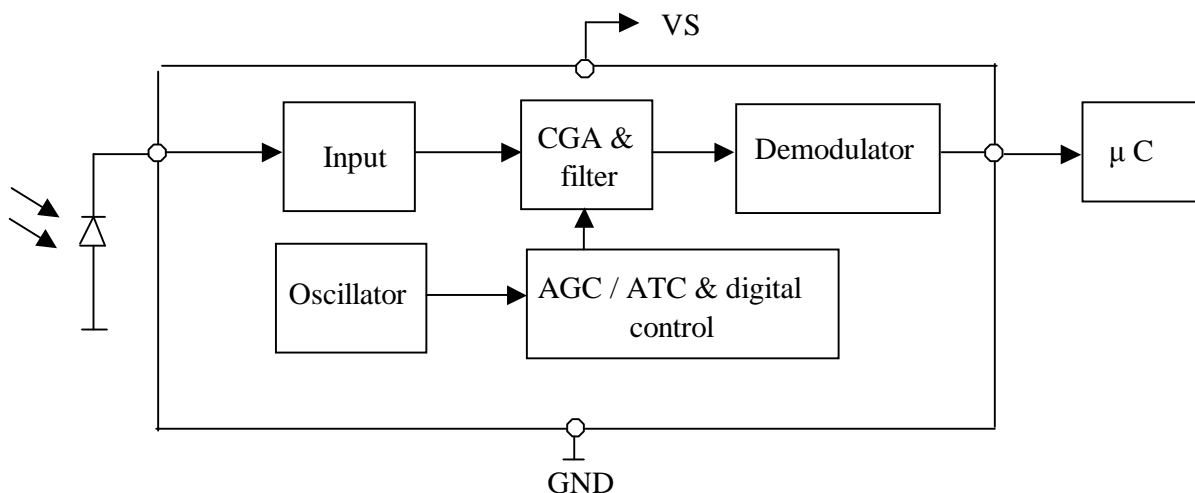 VS
Input
CGA &
filter
Demodulator
μ C
Oscillator
AGC / ATC & digital
control
GND